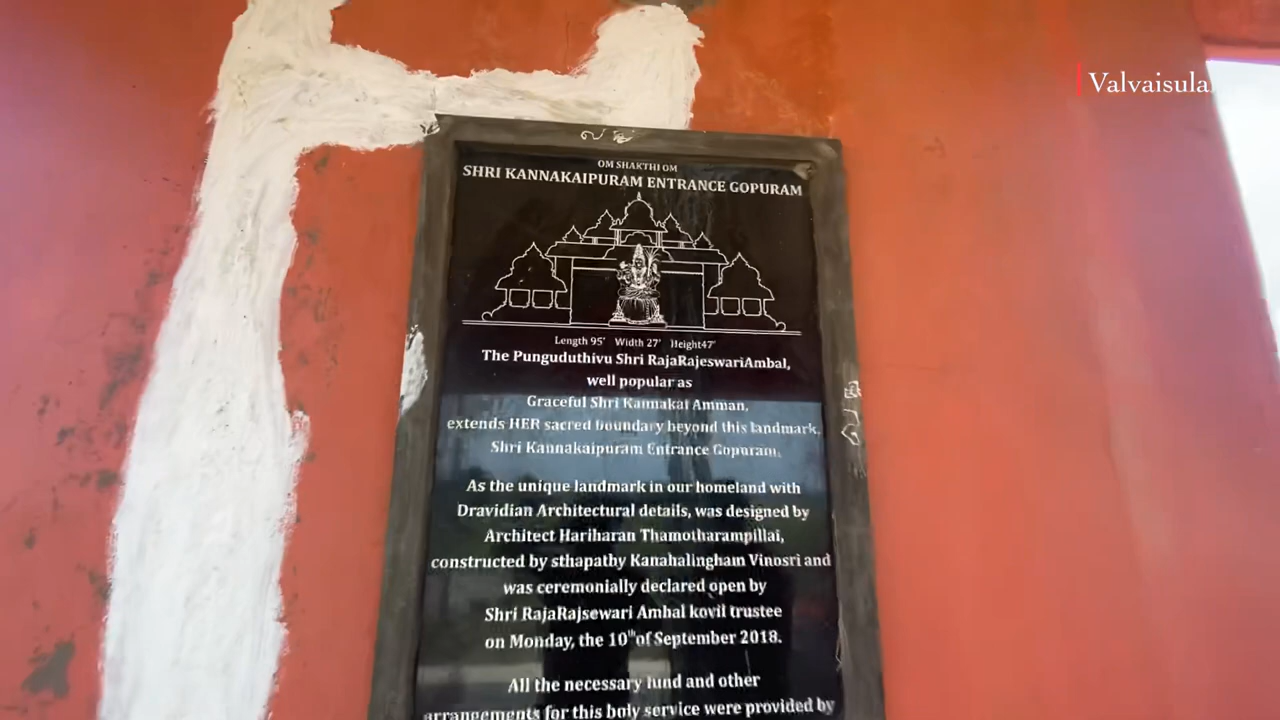 Valvaisula
OM SHAKTHI OM
SHRI KANNAKAIPURAM ENTRANCE GOPURAM
Length 95' Width 27' Height47'
The Punguduthivu Shri RajaRajeswariAmbal,
well popular as
Graceful Shri Kannakai Amman,
extends HER sacred boundary beyond this landmark,
Shri Kannakaipuram Entrance Gopuram.
As the unique landmark in our homeland with
Dravidian Architectural details, was designed by
Architect Hariharan Thamotharampillai,
constructed by sthapathy Kanahalingham Vinosri and
was ceremonially declared open by
Shri RajaRajsewari Ambal kovil trustee
on Monday, the 10th of September 2018.
All the necessary fund and other
arrangements for this holy service were provided by